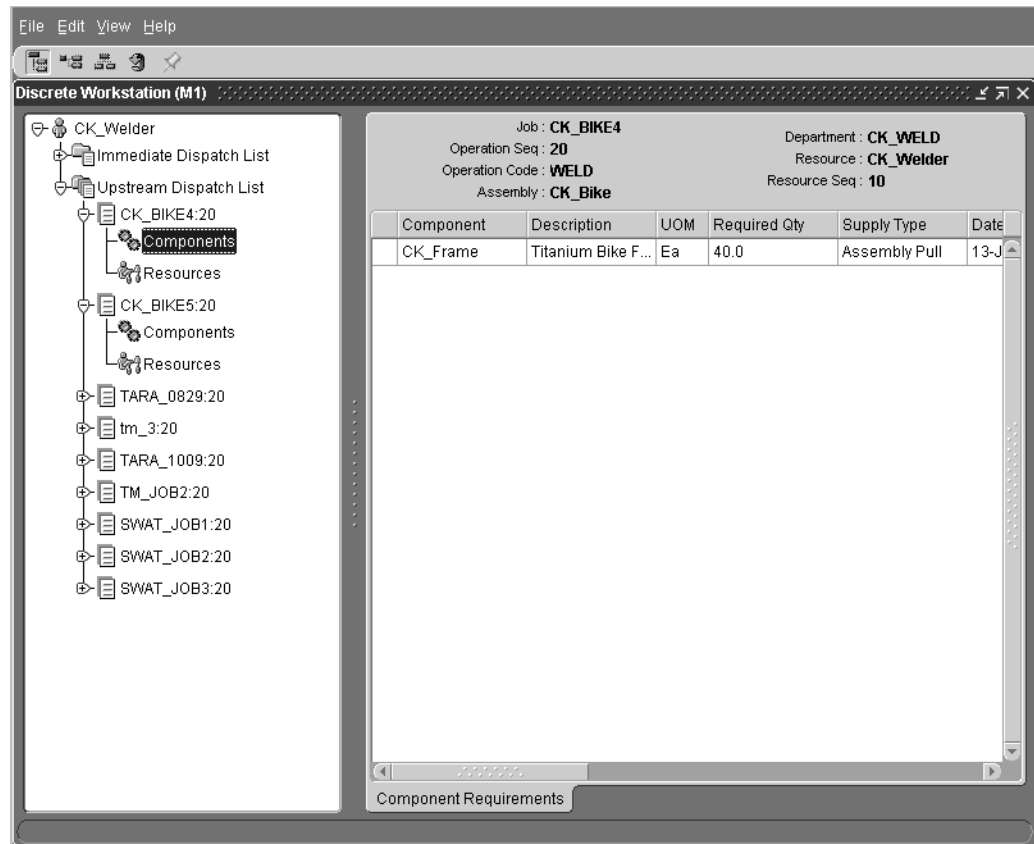 File Edit View Help
Discrete Workstation (M1)
CK_Welder
Immediate Dispatch List
Upstream Dispatch List
CK_BIKE4:20
Components
Resources
CK_BIKE5:20
Components
Resources
TARA_0829:20
tm_3:20
TARA_1009:20
TM_JOB2:20
SWAT_JOB1:20
SWAT_JOB2:20
SWAT_JOB3:20
Job : CK_BIKE4
Operation Seq : 20
Operation Code : WELD
Assembly : CK_Bike
Department : CK_WELD
Resource : CK_Welder
Resource Seq : 10
Component Description UOM Required Qty Supply Type Date
CK_Frame Titanium Bike F... Ea 40.0 Assembly Pull 13-J
Component Requirements